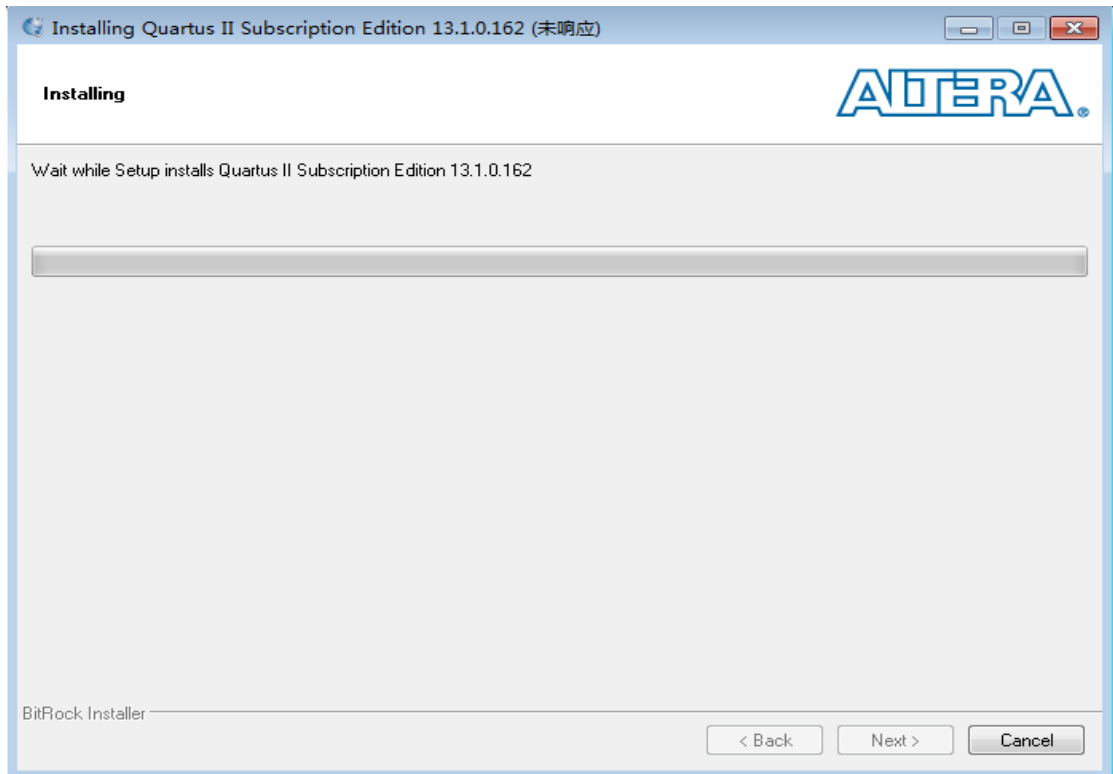 Installing Quartus II Subscription Edition 13.1.0.162 (未响应)
Installing
ALTERA®
Wait while Setup installs Quartus II Subscription Edition 13.1.0.162
BitRock Installer
< Back Next > Cancel